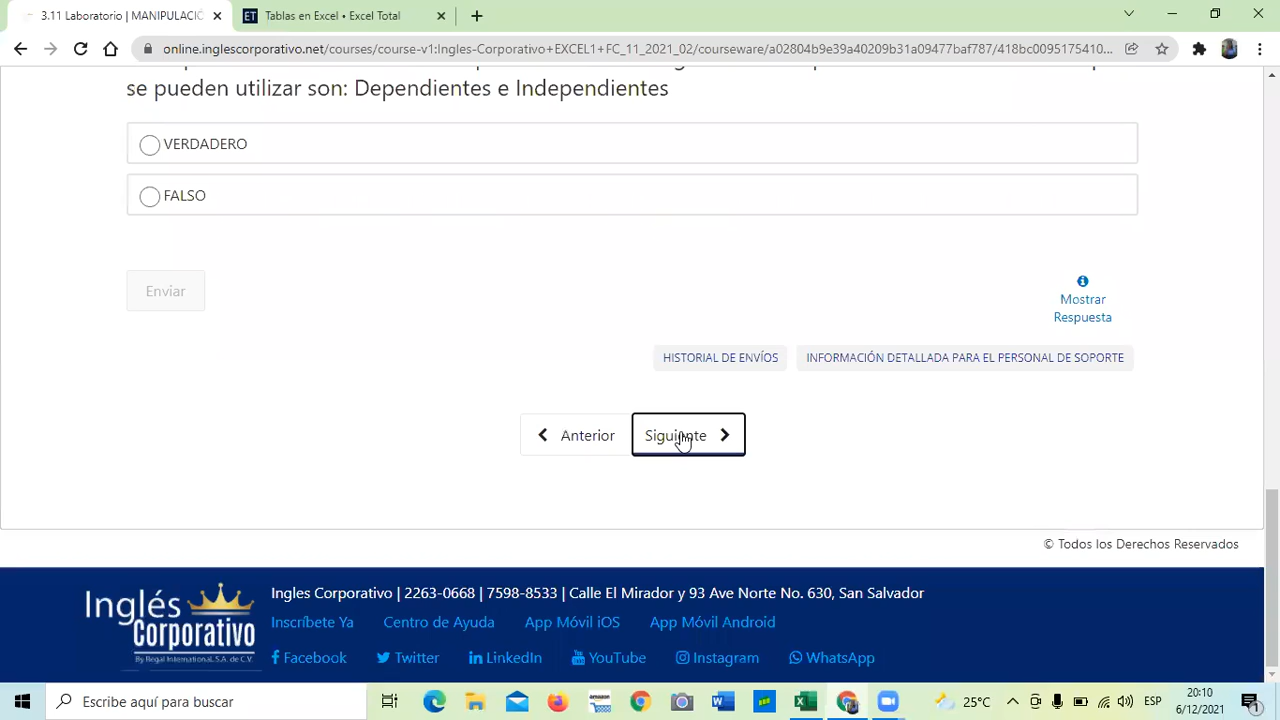 3.11 Laboratorio | MANIPULACIÓ
Tablas en Excel • Excel Total
online.inglescorporativo.net/courses/course-v1:Ingles-Corporativo+EXCEL1+FC_11_2021_02/courseware/a02804b9e39a40209b31a09477baf787/418bc0095175410...
se pueden utilizar son: Dependientes e Independientes
VERDADERO
FALSO
Enviar
Mostrar
Respuesta
HISTORIAL DE ENVÍOS
INFORMACIÓN DETALLADA PARA EL PERSONAL DE SOPORTE
Anterior
Siguiente
© Todos los Derechos Reservados
Inglés
Corporativo
By Regal International, S.A. de C.V.
Ingles Corporativo | 2263-0668 | 7598-8533 | Calle El Mirador y 93 Ave Norte No. 630, San Salvador
Inscríbete Ya Centro de Ayuda App Móvil iOS App Móvil Android
Facebook Twitter LinkedIn YouTube Instagram WhatsApp
Escribe aquí para buscar
25°C
ESP
20:10
6/12/2021